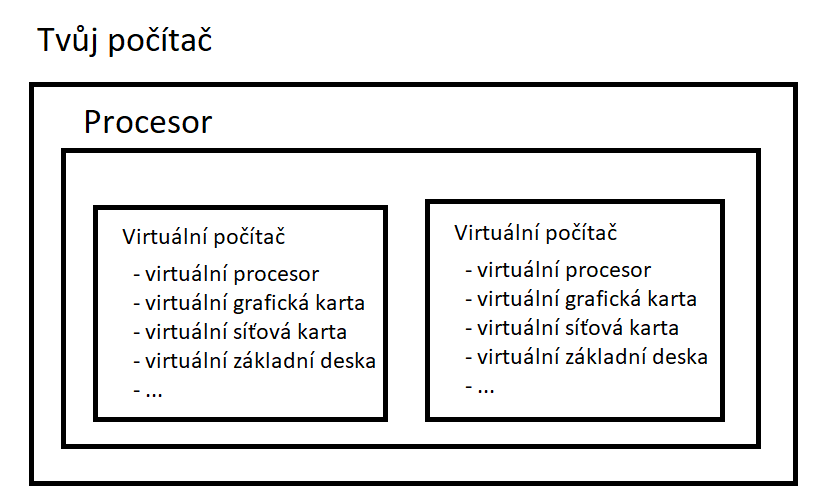 Tvůj počítač
Procesor
Virtuální počítač
- virtuální procesor
- virtuální grafická karta
- virtuální síťová karta
- virtuální základní deska
- ...
Virtuální počítač
- virtuální procesor
- virtuální grafická karta
- virtuální síťová karta
- virtuální základní deska
- ...